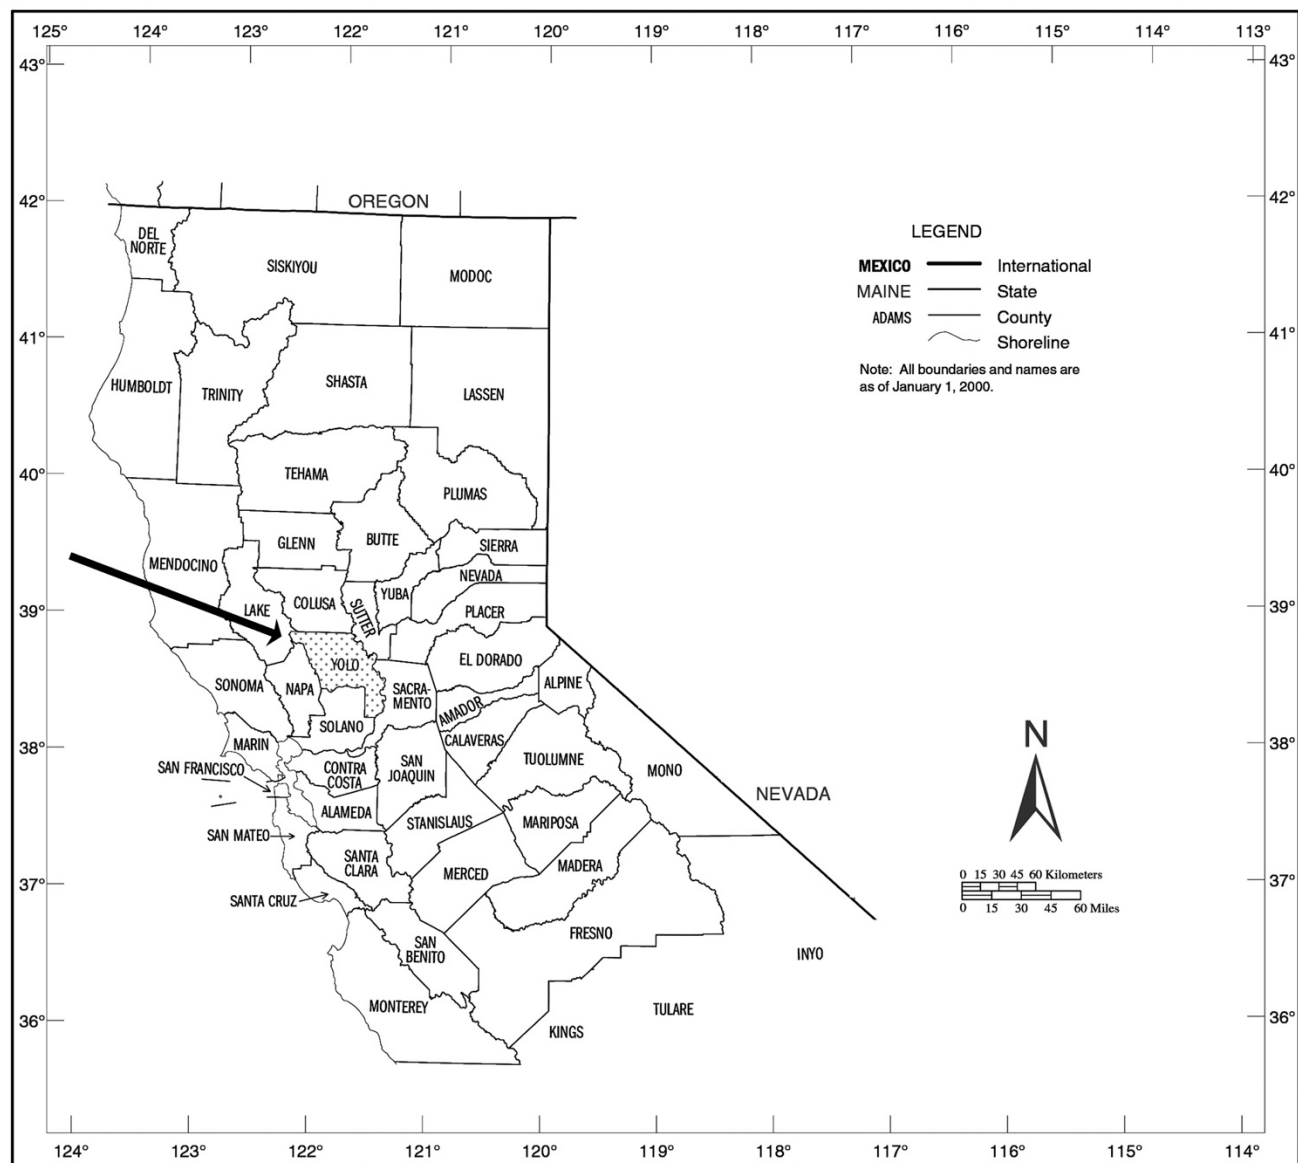 125° 124° 123° 122° 121° 120° 119° 118° 117° 116° 115° 114° 113°
43° 43°
42° 42°
OREGON
DEL
NORTE
SISKIYOU
MODOC
LEGEND
MEXICO International
MAINE State
ADAMS County
Shoreline
Note: All boundaries and names are
as of January 1, 2000.
41° 41°
HUMBOLDT
TRINITY
SHASTA
LASSEN
40° 40°
TEHAMA
PLUMAS
GLENN
BUTTE
SIERRA
MENDOCINO
NEVADA
YUBA
COLUSA
SUTTER
LAKE
PLACER
39° 39°
YOLO
EL DORADO
SONOMA
NAPA
SACRA-
MENTO
ALPINE
AMADOR
SOLANO
CALAVERAS
MARIN
38° 38°
N
SAN FRANCISCO
CONTRA
COSTA
SAN
JOAQUIN
TUOLUMNE
MONO
NEVADA
ALAMEDA
STANISLAUS
MARIPOSA
SAN MATEO
SANTA
CLARA
MERCED
MADERA
37° 37°
0 15 30 45 60 Kilometers
0 15 30 45 60 Miles
SANTA CRUZ
FRESNO
SAN
BENITO
INYO
MONTEREY
TULARE
36° 36°
KINGS
124° 123° 122° 121° 120° 119° 118° 117° 116° 115° 114°